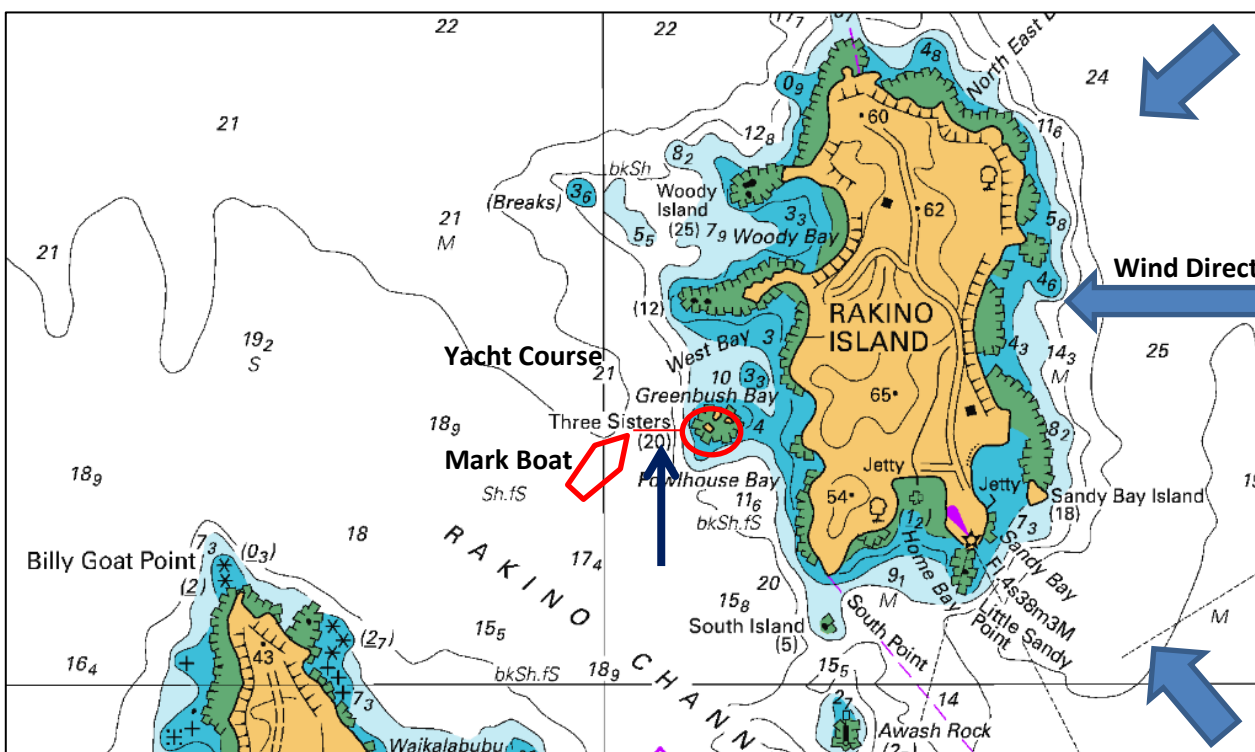 22
22
24
21
60
North East
4₈
0₉
11₇
11₆
12₈
8₂
bkSh
3₆
(Breaks)
Woody
Island
(25) 7₉
3₃
Woody Bay
62
5₈
21
M
5₅
21
4₆
Wind Direct
(12)
RAKINO
ISLAND
19₂
S
West Bay
3
4₃
14₃
M
25
Yacht Course
21
10
3₃
Greenbush Bay
65
18₉
Three Sisters
(20)
4
8₂
Mark Boat
18₉
Sh.fS
Fowlhouse Bay
11₆
bkSh.fS
Jetty
Jetty
54
(1₂)
Sandy Bay Island
(18)
7₃
18
RAKINO
17₄
Billy Goat Point
7₃
(0₃)
(2)
Home Bay
Sandy Bay
Fl.4s38m3M
Little Sandy
Point
9₁
M
20
15₈
South Island
(5)
South Point
M
16₄
43
(2₇)
15₅
bkSh.fS
18₉
7₃
CHANN
15₅
14
2₇
Awash Rock
Waikalabubu